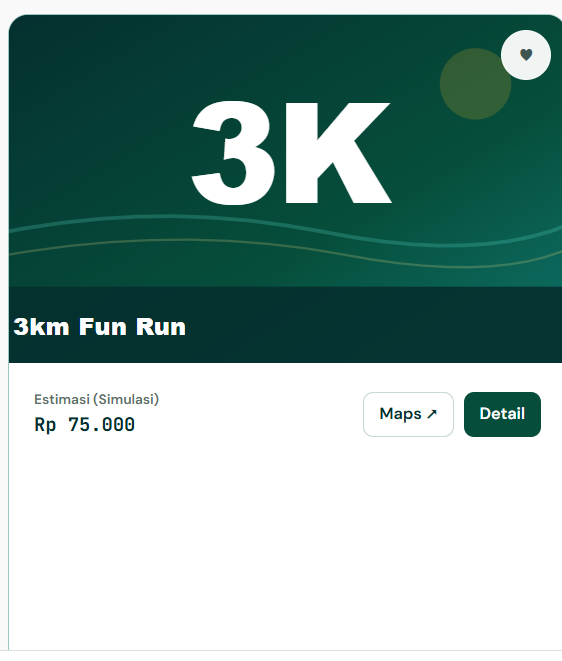 3K
3km Fun Run
Estimasi (Simulasi)
Rp 75.000
Maps ↗
Detail